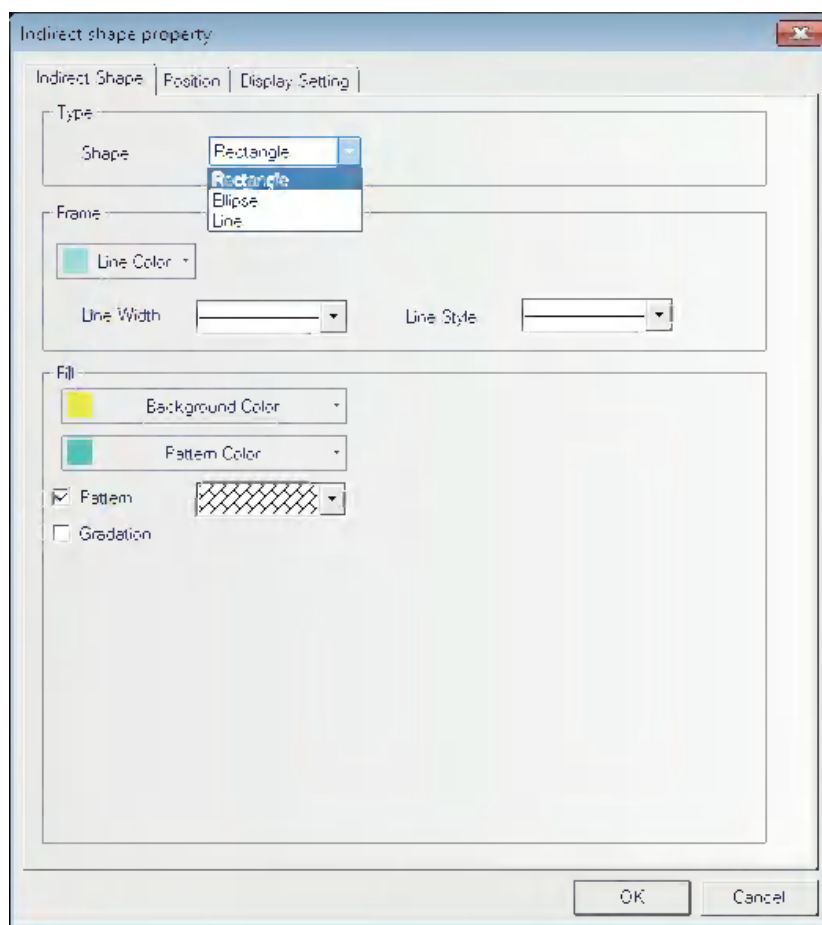 Indirect shape property
Indirect Shape Position Display Setting
Type
Shape Rectangle
Rectangle
Ellipse
Line
Frame
Line Color
Line Width Line Style
Fill
Background Color
Pattern Color
Pattern
Gradation
OK Cancel